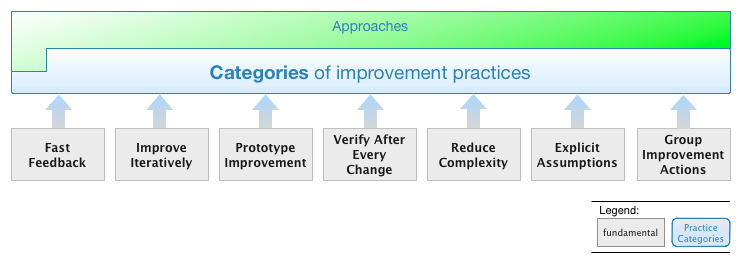 Approaches
Categories of improvement practices
Fast
Feedback
Improve
Iteratively
Prototype
Improvement
Verify After
Every
Change
Reduce
Complexity
Explicit
Assumptions
Group
Improvement
Actions
Legend:
fundamental
Practice
Categories